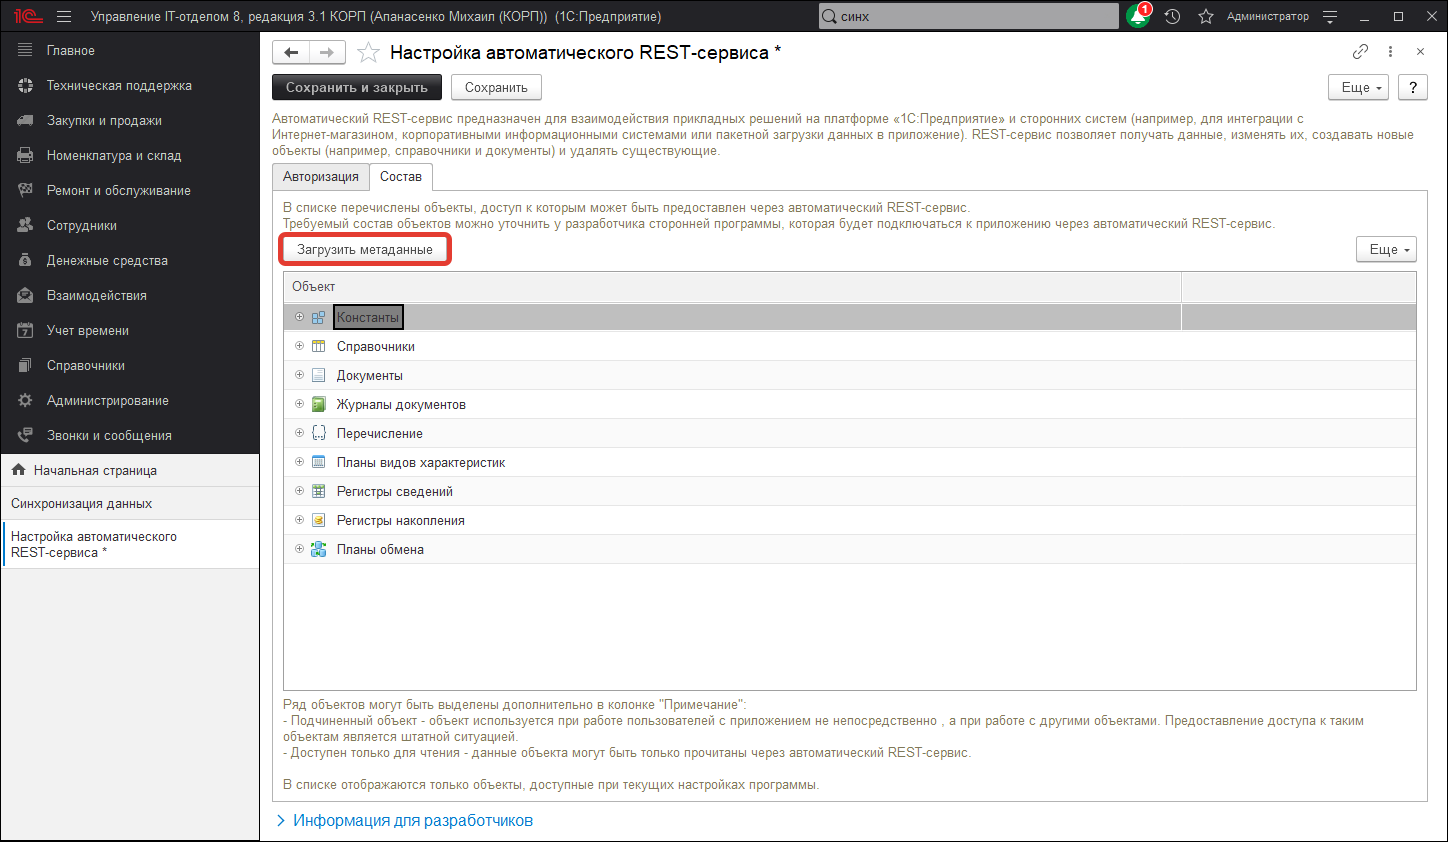 1С Управление IT-отделом 8, редакция 3.1 КОРП (Апанасенко Михаил (КОРП)) (1С:Предприятие) синх 1 Администратор
Главное
Техническая поддержка
Закупки и продажи
Номенклатура и склад
Ремонт и обслуживание
Сотрудники
Денежные средства
Взаимодействия
7 Учет времени
Справочники
Администрирование
Звонки и сообщения
Начальная страница
Синхронизация данных
Настройка автоматического
REST-сервиса *
Настройка автоматического REST-сервиса *
Сохранить и закрыть Сохранить Еще ?
Автоматический REST-сервис предназначен для взаимодействия прикладных решений на платформе «1С:Предприятие» и сторонних систем (например, для интеграции с
Интернет-магазином, корпоративными информационными системами или пакетной загрузки данных в приложение). REST-сервис позволяет получать данные, изменять их, создавать новые
объекты (например, справочники и документы) и удалять существующие.
Авторизация Состав
В списке перечислены объекты, доступ к которым может быть предоставлен через автоматический REST-сервис.
Требуемый состав объектов можно уточнить у разработчика сторонней программы, которая будет подключаться к приложению через автоматический REST-сервис.
Загрузить метаданные Еще
Объект
Константы
Справочники
Документы
Журналы документов
Перечисление
Планы видов характеристик
Регистры сведений
Регистры накопления
Планы обмена
Ряд объектов могут быть выделены дополнительно в колонке "Примечание":
- Подчиненный объект - объект используется при работе пользователей с приложением не непосредственно , а при работе с другими объектами. Предоставление доступа к таким
объектам является штатной ситуацией.
- Доступен только для чтения - данные объекта могут быть только прочитаны через автоматический REST-сервис.
В списке отображаются только объекты, доступные при текущих настройках программы.
Информация для разработчиков